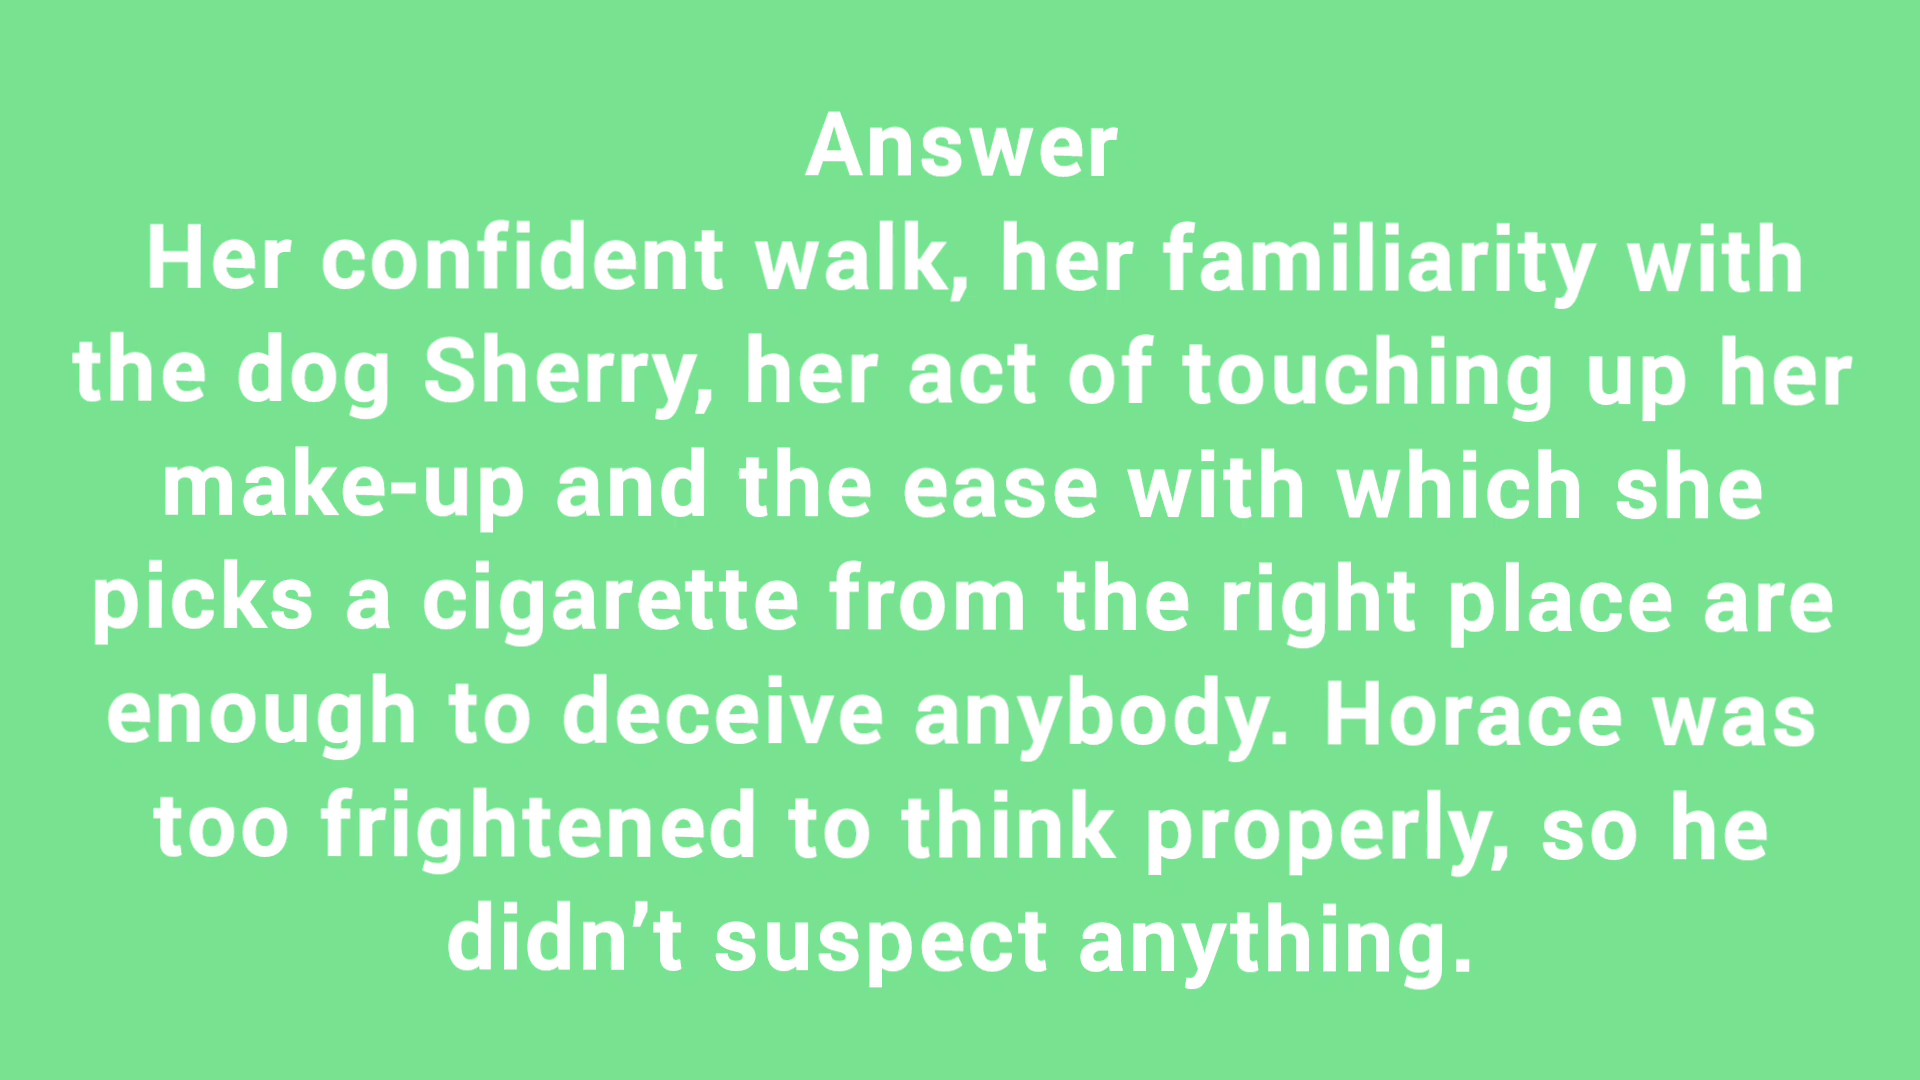 Answer
Her confident walk, her familiarity with
the dog Sherry, her act of touching up her
make-up and the ease with which she
picks a cigarette from the right place are
enough to deceive anybody. Horace was
too frightened to think properly, so he
didn’t suspect anything.